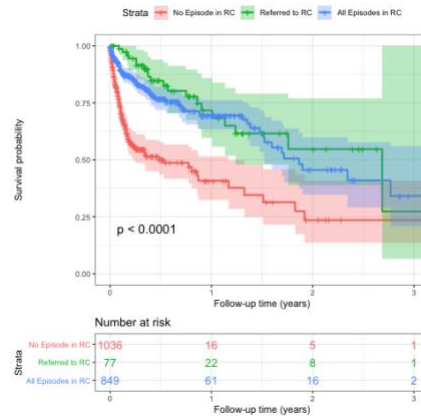 Strata No Episode in RC Referred to RC All Episodes in RC
1.00
0.75
0.50
0.25
0.00
Survival probability
p < 0.0001
0 1 2 3
Follow-up time (years)
Number at risk
Strata
No Episode in RC 1036 16 5 1
Referred to RC 77 22 8 1
All Episodes in RC 849 61 16 2
0 1 2 3
Follow-up time (years)